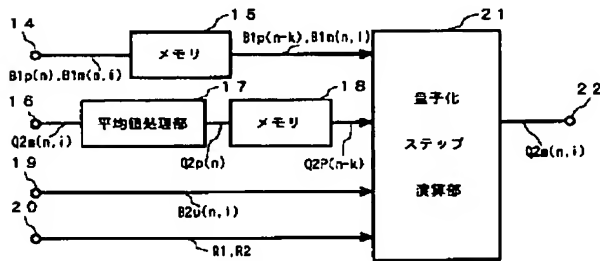 14
15
21
メモリ
B1p(n-k),B1m(n,i)
B1p(n),B1m(n,i)
16
17
18
平均値処理部
メモリ
Q2m(n,i)
Q2p(n)
Q2P(n-k)
量子化
ステップ
演算部
22
Q2m(n,i)
19
B2u(n,i)
20
R1,R2